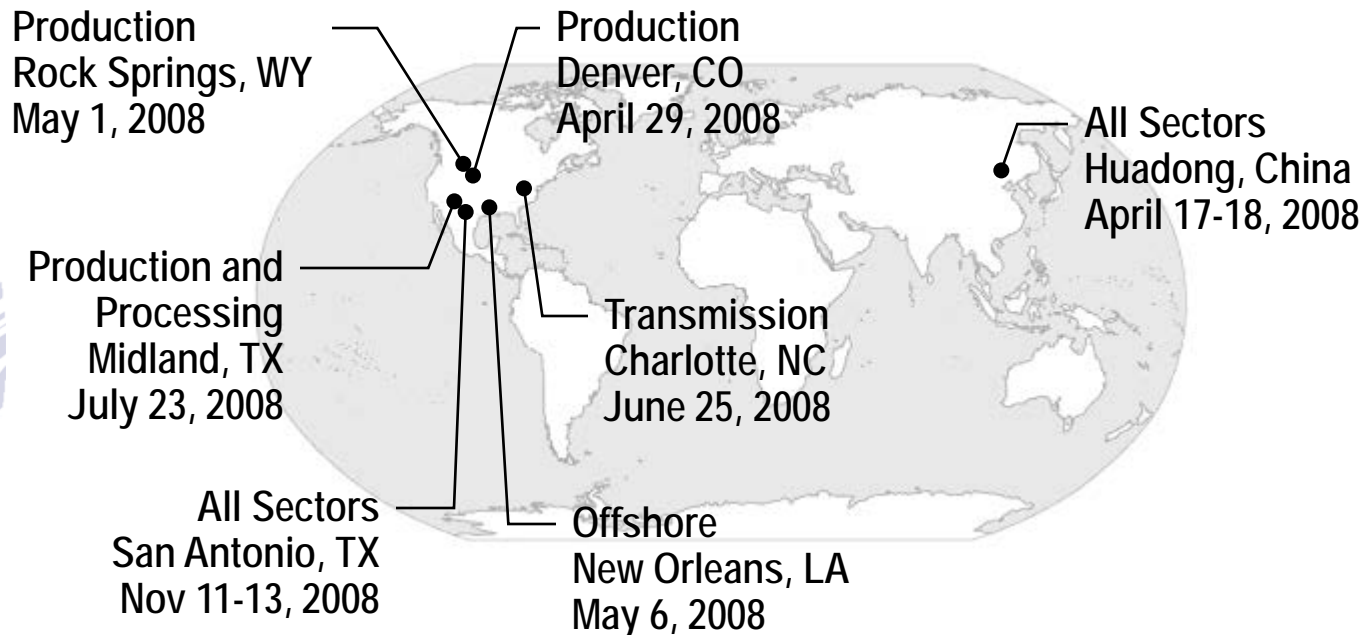 Production
Rock Springs, WY
May 1, 2008
Production
Denver, CO
April 29, 2008
All Sectors
Huadong, China
April 17-18, 2008
Production and
Processing
Midland, TX
July 23, 2008
Transmission
Charlotte, NC
June 25, 2008
All Sectors
San Antonio, TX
Nov 11-13, 2008
Offshore
New Orleans, LA
May 6, 2008